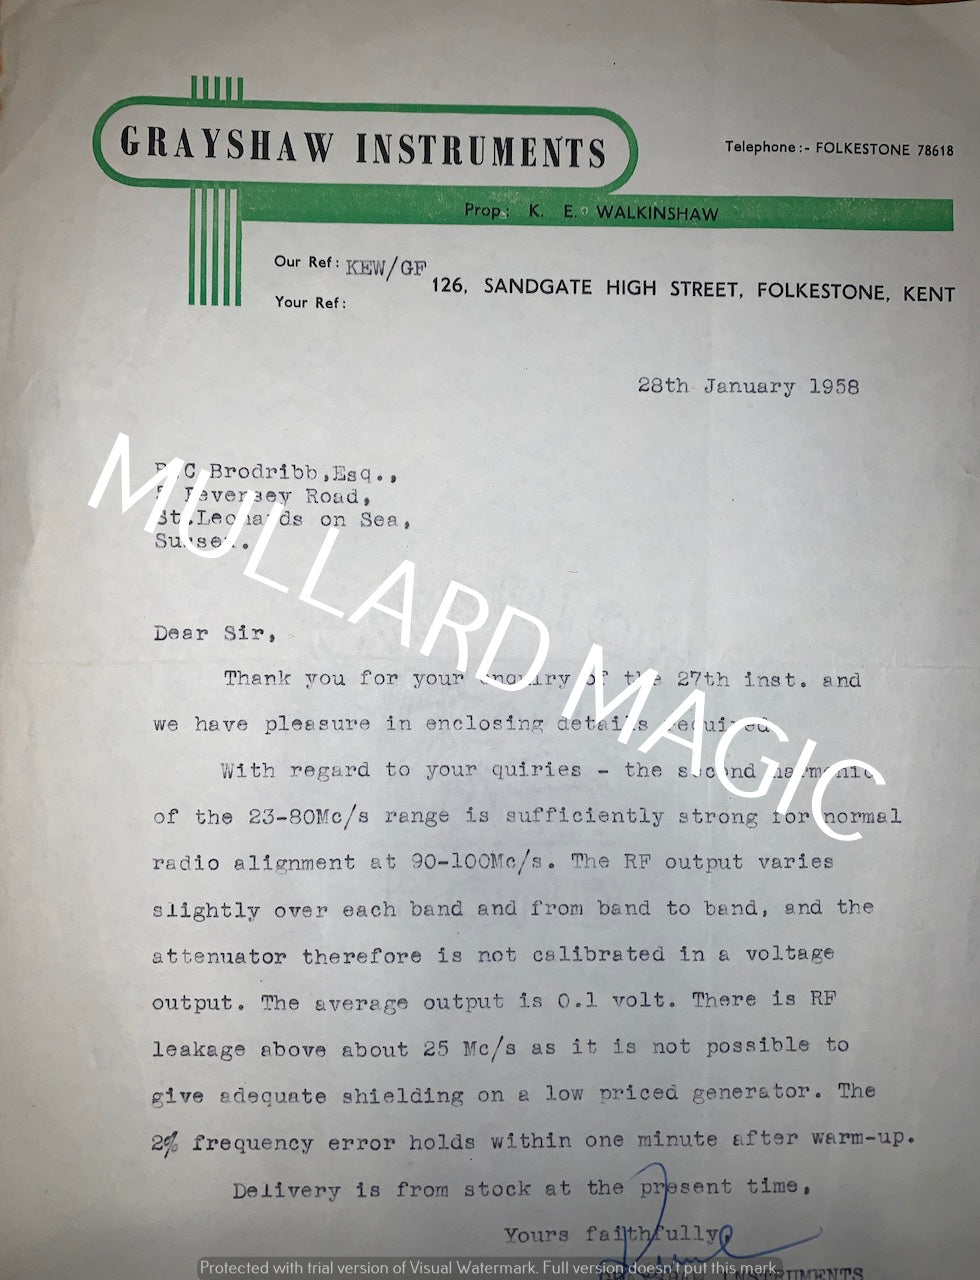 GRAYSHAW INSTRUMENTS
Telephone:- FOLKESTONE 78618
Prop.: K. E. WALKINSHAW
Our Ref: KEW/GF
126, SANDGATE HIGH STREET, FOLKESTONE, KENT
Your Ref:
28th January 1958
C Brodribb,Esq.,
Pevensey Road,
St.Leonards on Sea,
Sussex.
MULLARD MAGIC
Dear Sir,
Thank you for your enquiry of the 27th inst. and
we have pleasure in enclosing details required
With regard to your quiries - the second harmonic
of the 23-80Mc/s range is sufficiently strong for normal
radio alignment at 90-100Mc/s. The RF output varies
slightly over each band and from band to band, and the
attenuator therefore is not calibrated in a voltage
output. The average output is 0.1 volt. There is RF
leakage above about 25 Mc/s as it is not possible to
give adequate shielding on a low priced generator. The
2% frequency error holds within one minute after warm-up.
Delivery is from stock at the present time,
Yours faithfully,
INSTRUMENTS
Protected with trial version of Visual Watermark. Full version doesn't put this mark.